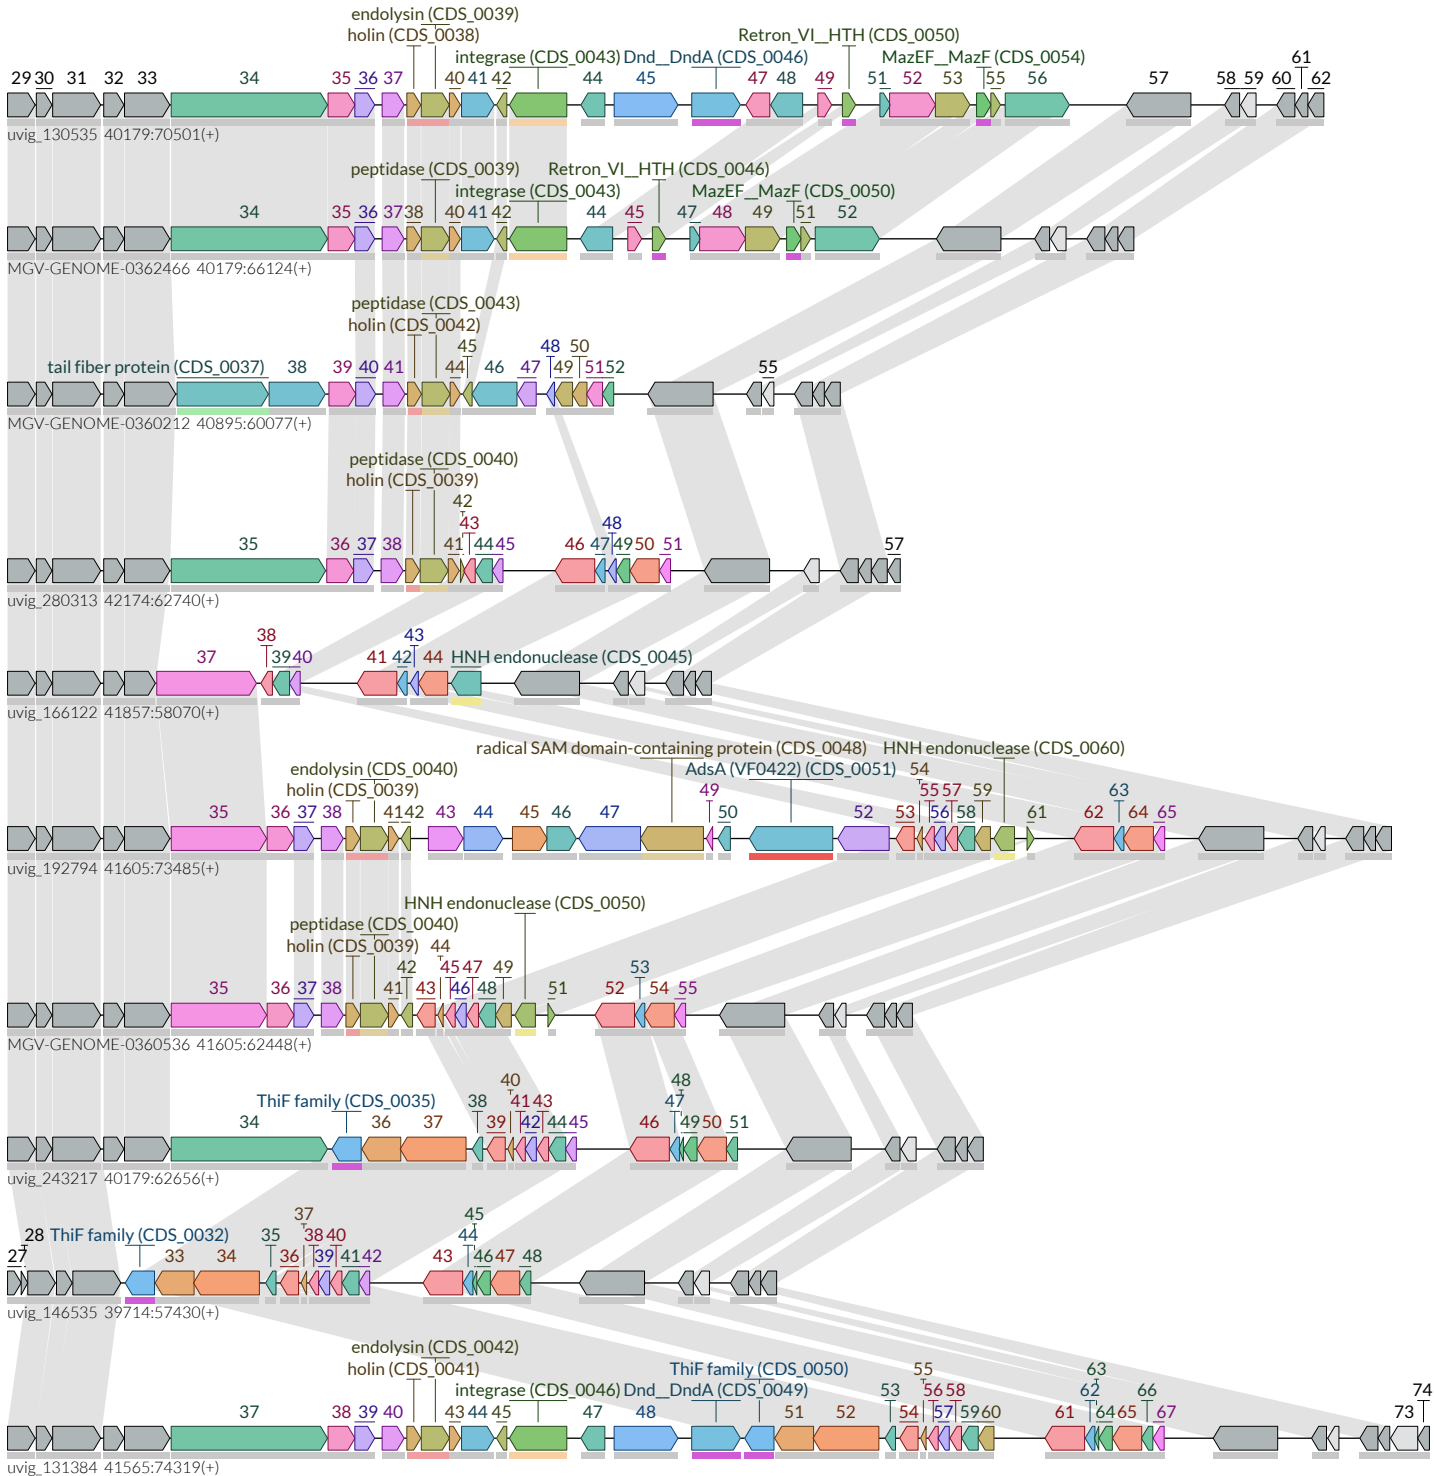 endolysin (CDS_0039)
holin (CDS_0038) Retron_VI__HTH (CDS_0050)
integrase (CDS_0043) Dnd__DndA (CDS_0046) MazEF__MazF (CDS_0054) 61
29 30 31 32 33 34 35 36 37 40 41 42 44 45 47 48 49 51 52 53 55 56 57 58 59 60 62
uvig_130535 40179:70501(+)
peptidase (CDS_0039) Retron_VI__HTH (CDS_0046)
integrase (CDS_0043) MazEF__MazF (CDS_0050)
34 35 36 37 38 40 41 42 44 45 47 48 49 51 52
MGV-GENOME-0362466 40179:66124(+)
peptidase (CDS_0043)
holin (CDS_0042)
45 48 50
tail fiber protein (CDS_0037) 38 39 40 41 44 46 47 49 51 52 55
MGV-GENOME-0360212 40895:60077(+)
peptidase (CDS_0040)
holin (CDS_0039)
42
43 48
35 36 37 38 41 44 45 46 47 49 50 51 57
uvig_280313 42174:62740(+)
38 43
37 39 40 41 42 44 HNH endonuclease (CDS_0045)
uvig_166122 41857:58070(+)
radical SAM domain-containing protein (CDS_0048) HNH endonuclease (CDS_0060)
endolysin (CDS_0040) AdsA (VF0422) (CDS_0051) 54
holin (CDS_0039) 49 55 57 59 63
35 36 37 38 41 42 43 44 45 46 47 50 52 53 56 58 61 62 64 65
uvig_192794 41605:73485(+)
HNH endonuclease (CDS_0050)
peptidase (CDS_0040)
holin (CDS_0039) 44
42 45 47 49 53
35 36 37 38 41 43 46 48 51 52 54 55
MGV-GENOME-0360536 41605:62448(+)
40 48
ThiF family (CDS_0035) 38 41 43 47
34 36 37 39 42 44 45 46 49 50 51
uvig_243217 40179:62656(+)
37 45
28 ThiF family (CDS_0032) 35 38 40 44
27 33 34 36 39 41 42 43 46 47 48
uvig_146535 39714:57430(+)
endolysin (CDS_0042)
holin (CDS_0041) ThiF family (CDS_0050) 55 63
integrase (CDS_0046) Dnd__DndA (CDS_0049) 53 56 58 62 66 74
37 38 39 40 43 44 45 47 48 51 52 54 57 59 60 61 64 65 67 73
uvig_131384 41565:74319(+)